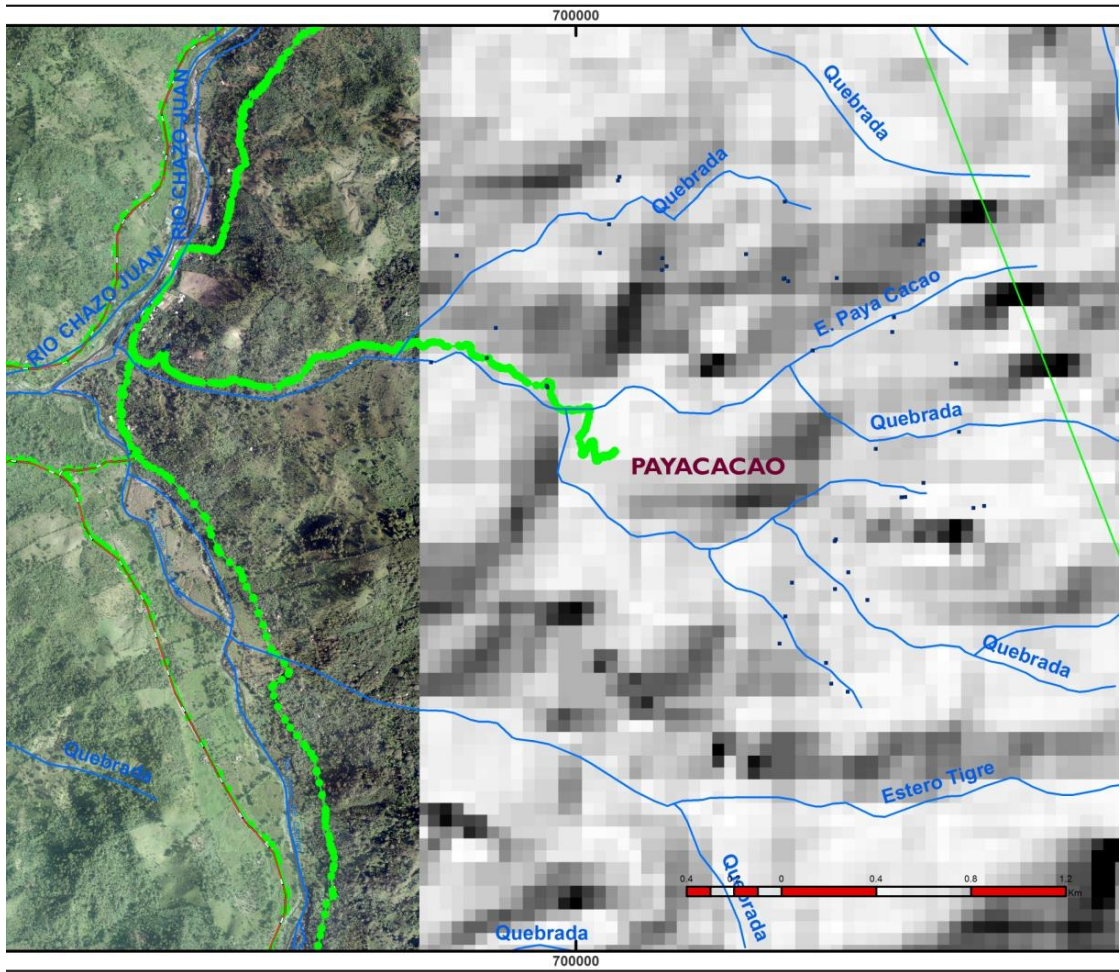 700000
Quebrada
RIO CHAZO JUAN
RIO CHAZO JUAN
Quebrada
E. Paya Cacao
Quebrada
PAYACACAO
Quebrada
Quebrada
Estero Tigre
Quebrada
0.4 0 0.4 0.8 1.2
Km
Quebrada
700000